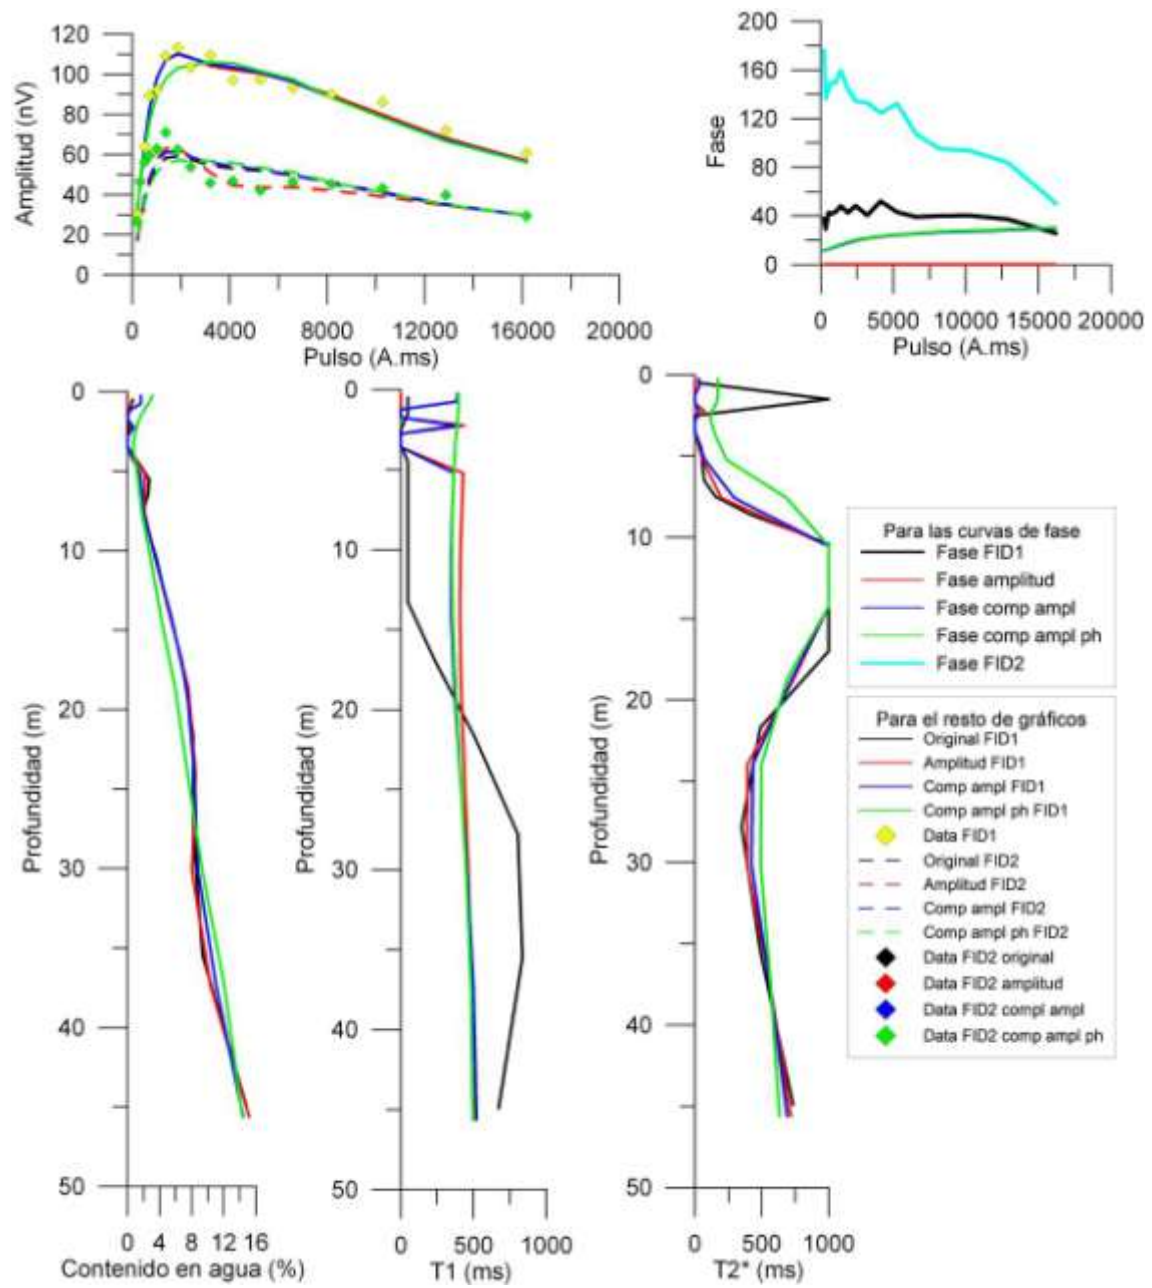 120
100
80
60
40
20
0
Amplitud (nV)
0 4000 8000 12000 16000 20000
Pulso (A.ms)
200
160
120
80
40
0
Fase
0 5000 10000 15000 20000
Pulso (A.ms)
0
10
20
30
40
50
Profundidad (m)
0 4 8 12 16
Contenido en agua (%)
0
10
20
30
40
50
Profundidad (m)
0 500 1000
T1 (ms)
0
10
20
30
40
50
Profundidad (m)
0 500 1000
T2* (ms)
Para las curvas de fase
Fase FID1
Fase amplitud
Fase comp ampl
Fase comp ampl ph
Fase FID2
Para el resto de gráficos
Original FID1
Amplitud FID1
Comp ampl FID1
Comp ampl ph FID1
Data FID1
Original FID2
Amplitud FID2
Comp ampl FID2
Comp ampl ph FID2
Data FID2 original
Data FID2 amplitud
Data FID2 compl ampl
Data FID2 comp ampl ph